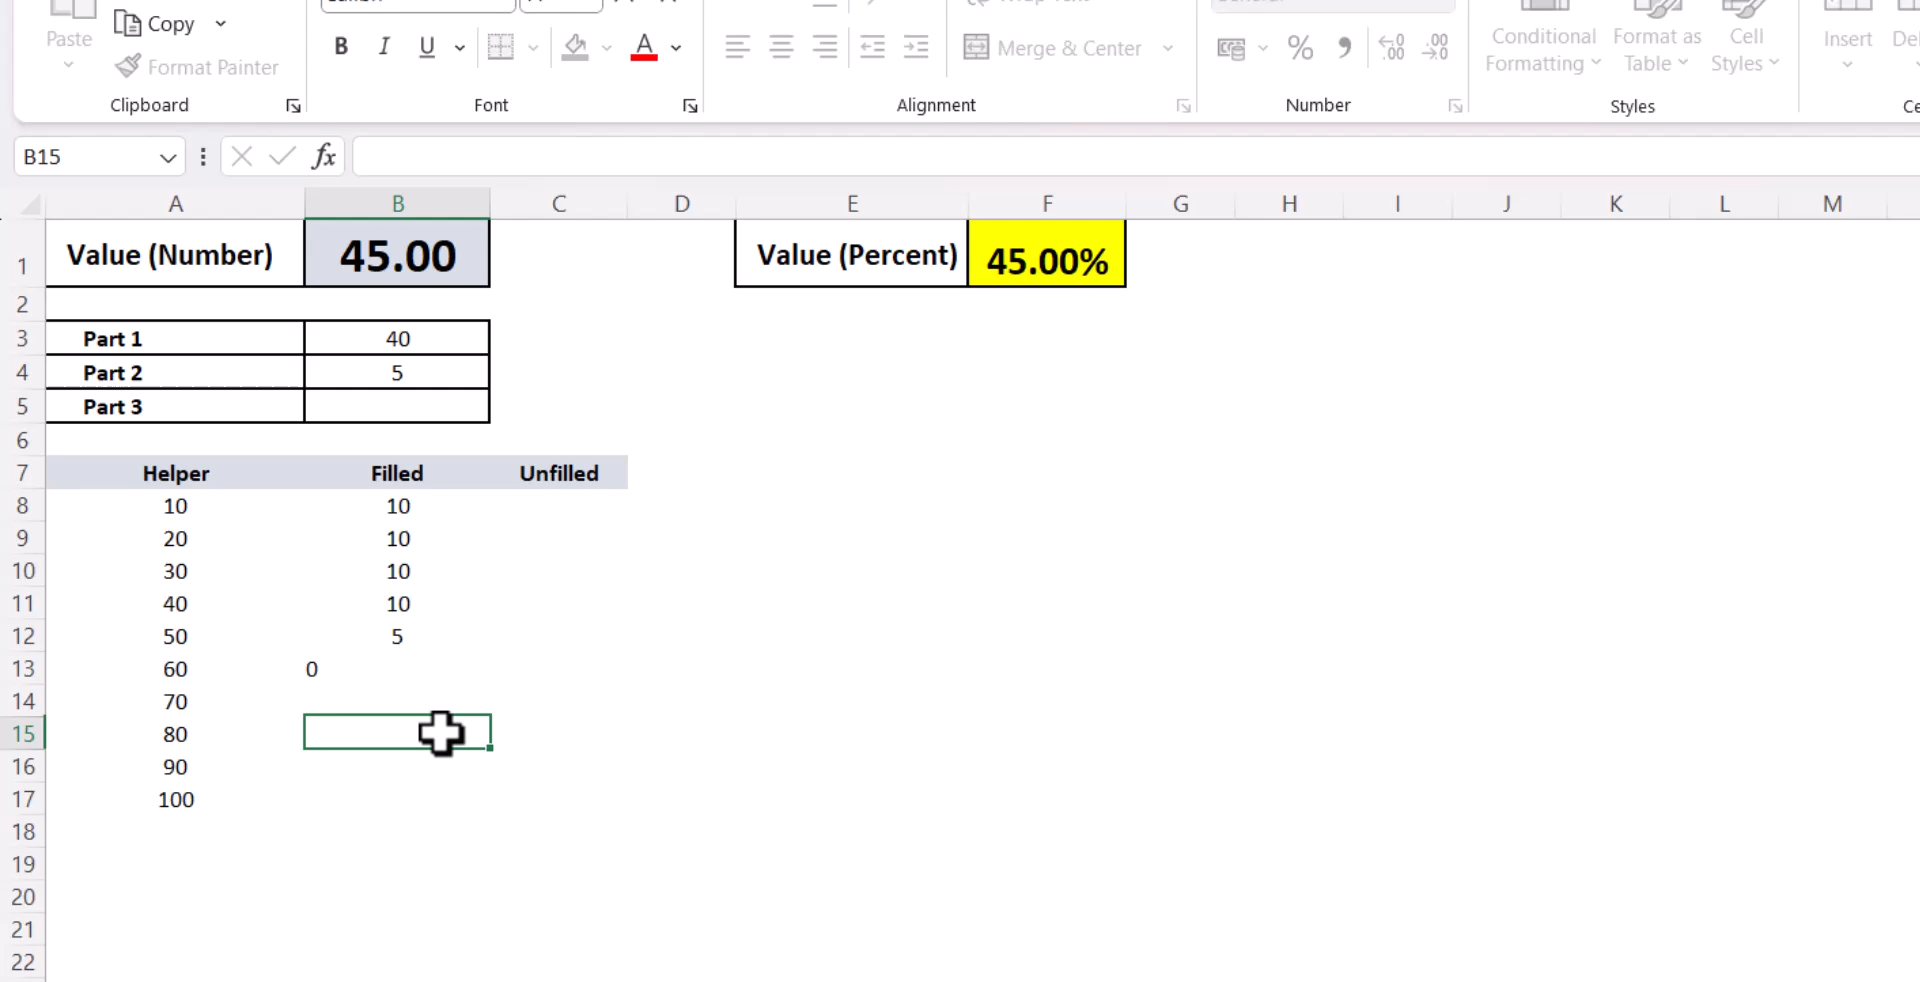 Paste
Copy
Format Painter
Clipboard
B I U A
Font
Merge & Center
Alignment
% 9 .00
Number
Conditional Formatting
Format as Table
Cell Styles
Styles
Insert
B15
fx
A B C D E F G H I J K L M
1 Value (Number) 45.00 Value (Percent) 45.00%
2
3 Part 1 40
4 Part 2 5
5 Part 3
6
7 Helper Filled Unfilled
8 10 10
9 20 10
10 30 10
11 40 10
12 50 5
13 60 0
14 70
15 80
16 90
17 100
18
19
20
21
22